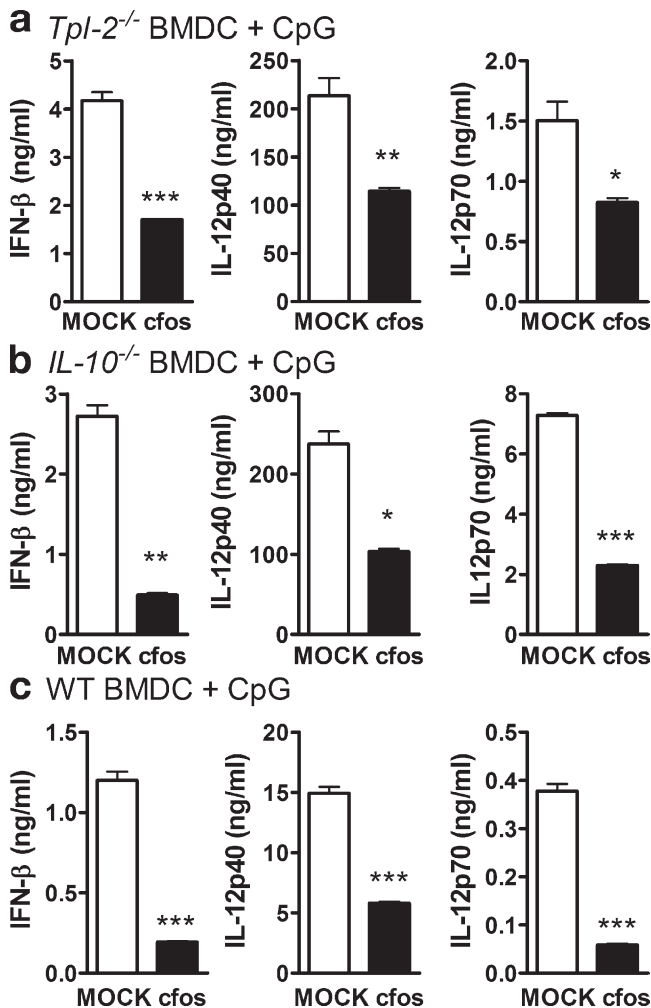 a Tpl-2-/- BMDC + CpG
IFN-β (ng/ml)
5
4
3
2
1
0
***
MOCK cfos
IL-12p40 (ng/ml)
250
200
150
100
50
0
**
MOCK cfos
IL-12p70 (ng/ml)
2.0
1.5
1.0
0.5
0.0
*
MOCK cfos
b IL-10-/- BMDC + CpG
IFN-β (ng/ml)
3
2
1
0
**
MOCK cfos
IL-12p40 (ng/ml)
300
200
100
0
*
MOCK cfos
IL12p70 (ng/ml)
8
6
4
2
0
***
MOCK cfos
c WT BMDC + CpG
IFN-β (ng/ml)
1.5
1.0
0.5
0.0
***
MOCK cfos
IL-12p40 (ng/ml)
20
15
10
5
0
***
MOCK cfos
IL-12p70 (ng/ml)
0.5
0.4
0.3
0.2
0.1
0.0
***
MOCK cfos